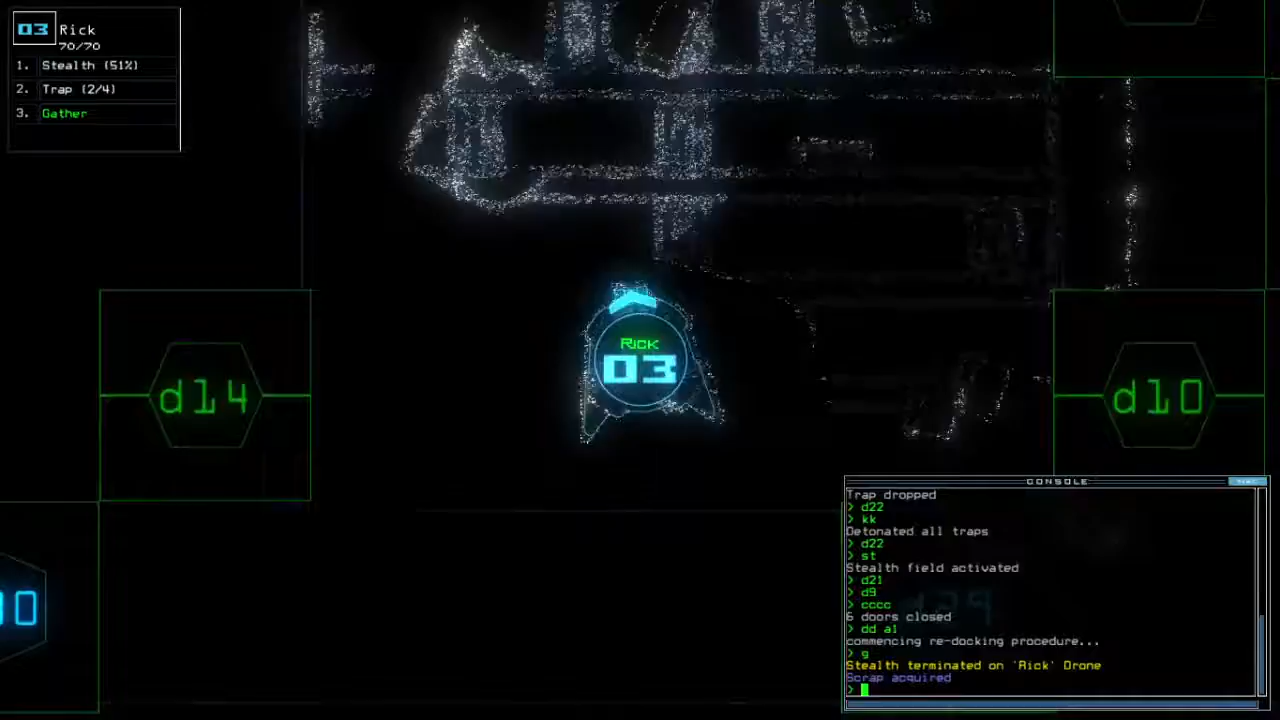 03 Rick
70/70
1. Stealth (51%)
2. Trap (2/4)
3. Gather
Rick
03
d14
d10
CONSOLE
Trap dropped
> d22
> kk
Detonated all traps
> d22
> st
Stealth field activated
> d21
> d9
> cccc
6 doors closed
> dd a1
commencing re-docking procedure...
> g
Stealth terminated on 'Rick' Drone
Scrap acquired
>